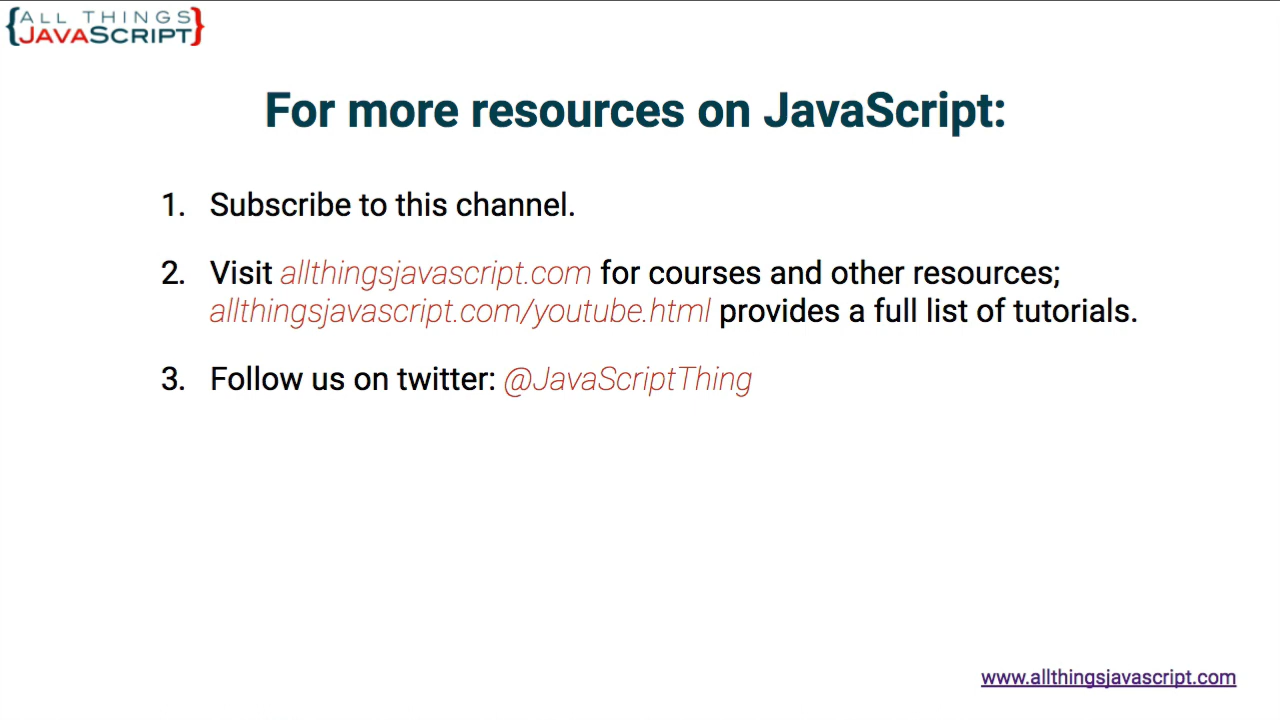 {ALL THINGS
JAVASCRIPT}
For more resources on JavaScript:
1. Subscribe to this channel.
2. Visit allthingsjavascript.com for courses and other resources;
allthingsjavascript.com/youtube.html provides a full list of tutorials.
3. Follow us on twitter: @JavaScriptThing
www.allthingsjavascript.com